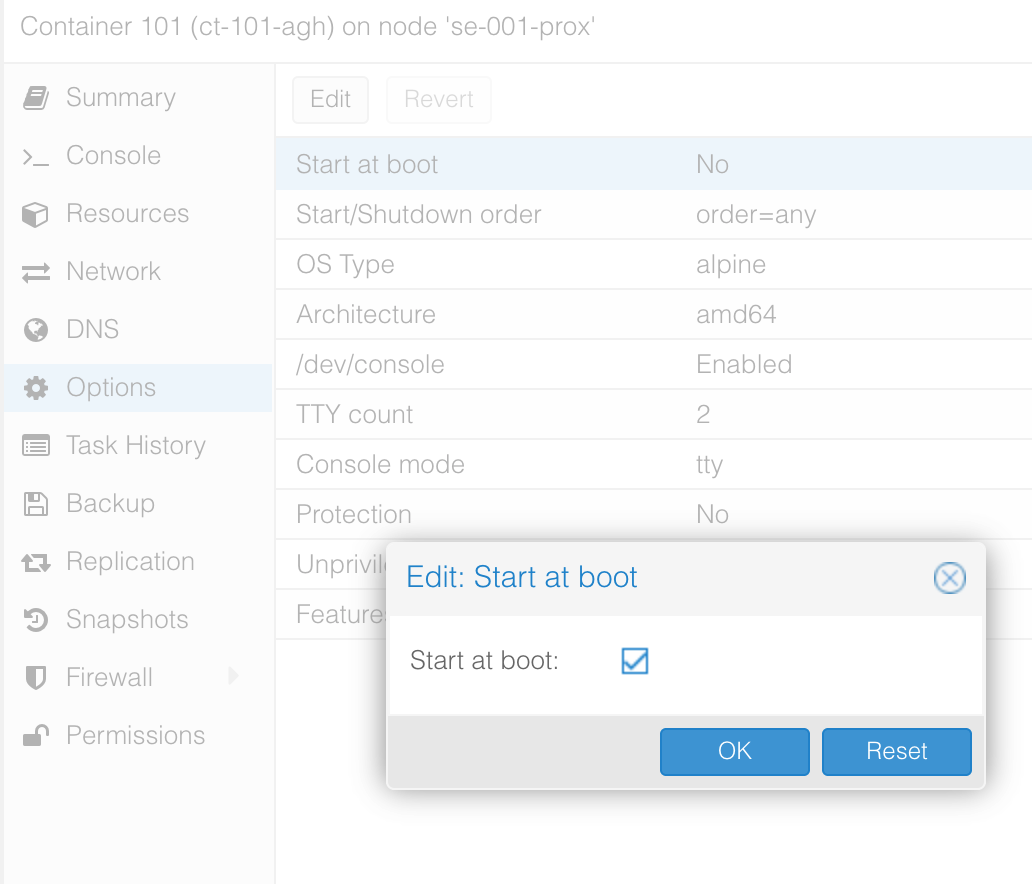 Container 101 (ct-101-agh) on node 'se-001-prox'
Summary
Console
Resources
Network
DNS
Options
Task History
Backup
Replication
Snapshots
Firewall
Permissions
Edit Revert
Start at boot No
Start/Shutdown order order=any
OS Type alpine
Architecture amd64
/dev/console Enabled
TTY count 2
Console mode tty
Protection No
Unprivile
Feature
Edit: Start at boot
Start at boot:
OK Reset